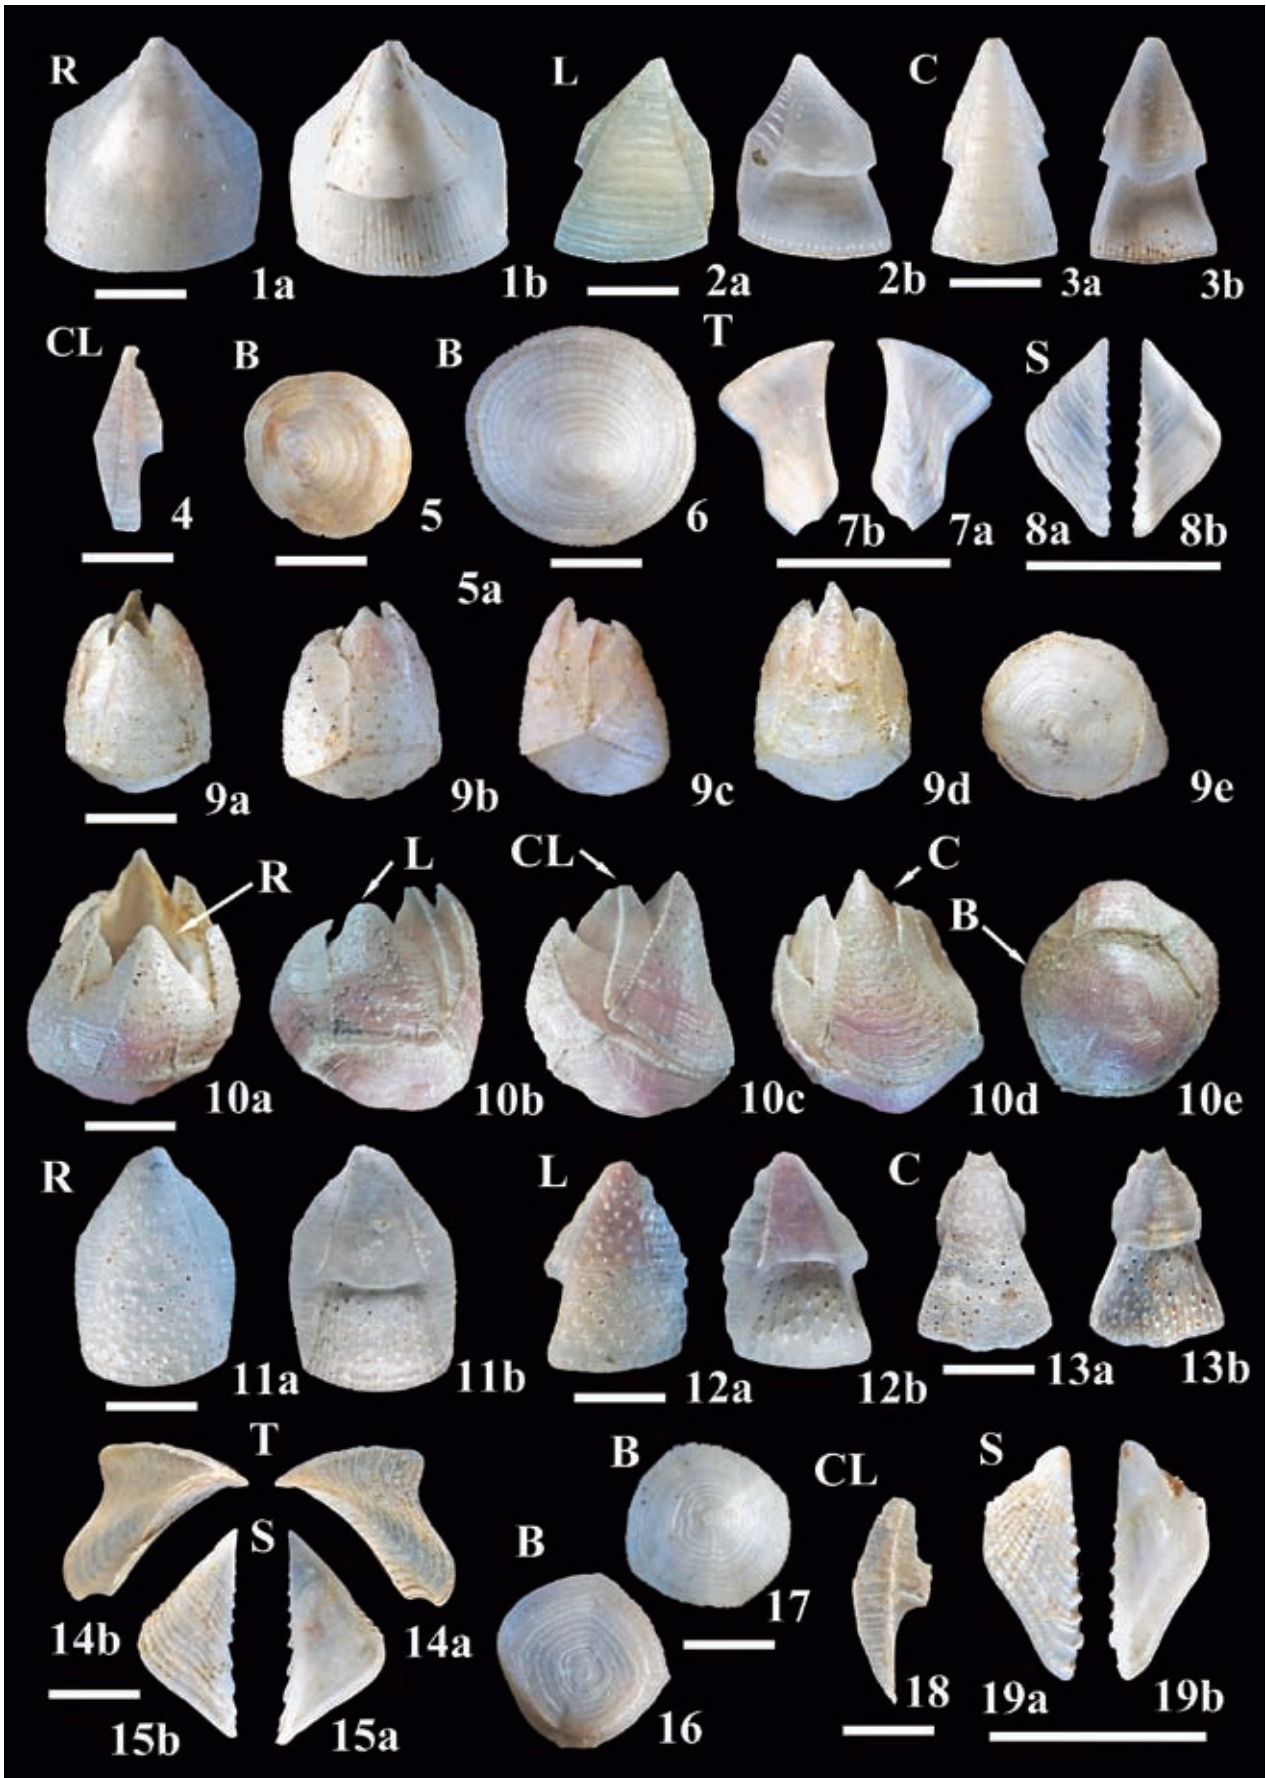 R L C
1a 1b 2a 2b 3a 3b
CL B B T S
4 5 6 7b 7a 8a 8b
5a
9a 9b 9c 9d 9e
R L CL C B
10a 10b 10c 10d 10e
R L C
11a 11b 12a 12b 13a 13b
T B CL S
S B
14b 14a 17
15b 15a 16 18 19a 19b